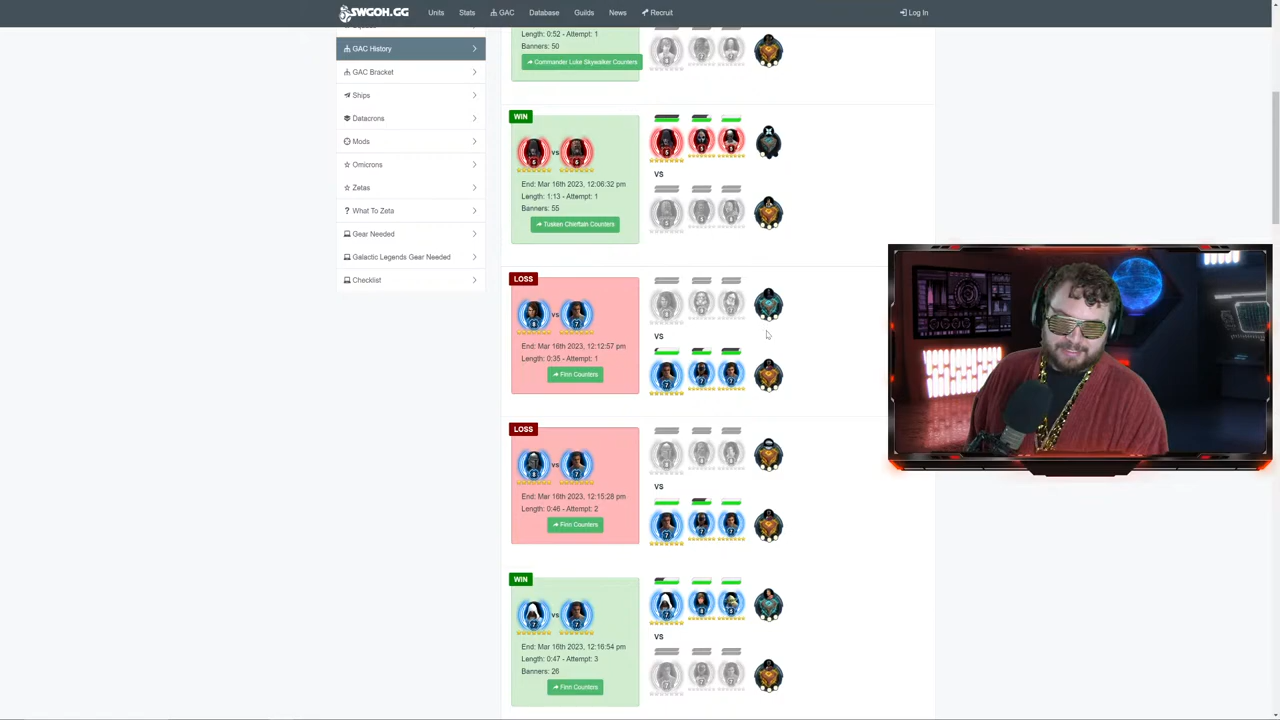 SWGOH.GG
Units
Stats
GAC
Database
Guilds
News
Recruit
Log In
GAC History
GAC Bracket
Ships
Datacrons
Mods
Omicrons
Zetas
? What To Zeta
Gear Needed
Galactic Legends Gear Needed
Checklist
Length: 0:52 - Attempt: 1
Banners: 50
Commander Luke Skywalker Counters
WIN
vs
End: Mar 16th 2023, 12:06:32 pm
Length: 1:13 - Attempt: 1
Banners: 55
Tusken Chieftain Counters
VS
LOSS
vs
End: Mar 16th 2023, 12:12:57 pm
Length: 0:35 - Attempt: 1
Finn Counters
VS
LOSS
vs
End: Mar 16th 2023, 12:15:28 pm
Length: 0:46 - Attempt: 2
Finn Counters
VS
WIN
vs
End: Mar 16th 2023, 12:16:54 pm
Length: 0:47 - Attempt: 3
Banners: 26
Finn Counters
VS